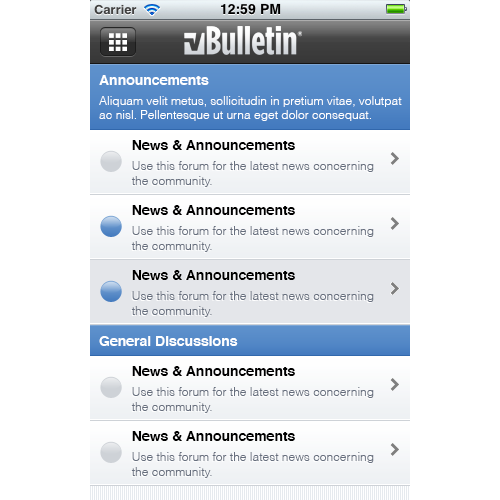 Carrier 12:59 PM
vBulletin®
Announcements
Aliquam velit metus, sollicitudin in pretium vitae, volutpat
ac nisl. Pellentesque ut urna eget dolor consequat.
News & Announcements
Use this forum for the latest news concerning
the community.
News & Announcements
Use this forum for the latest news concerning
the community.
News & Announcements
Use this forum for the latest news concerning
the community.
General Discussions
News & Announcements
Use this forum for the latest news concerning
the community.
News & Announcements
Use this forum for the latest news concerning
the community.